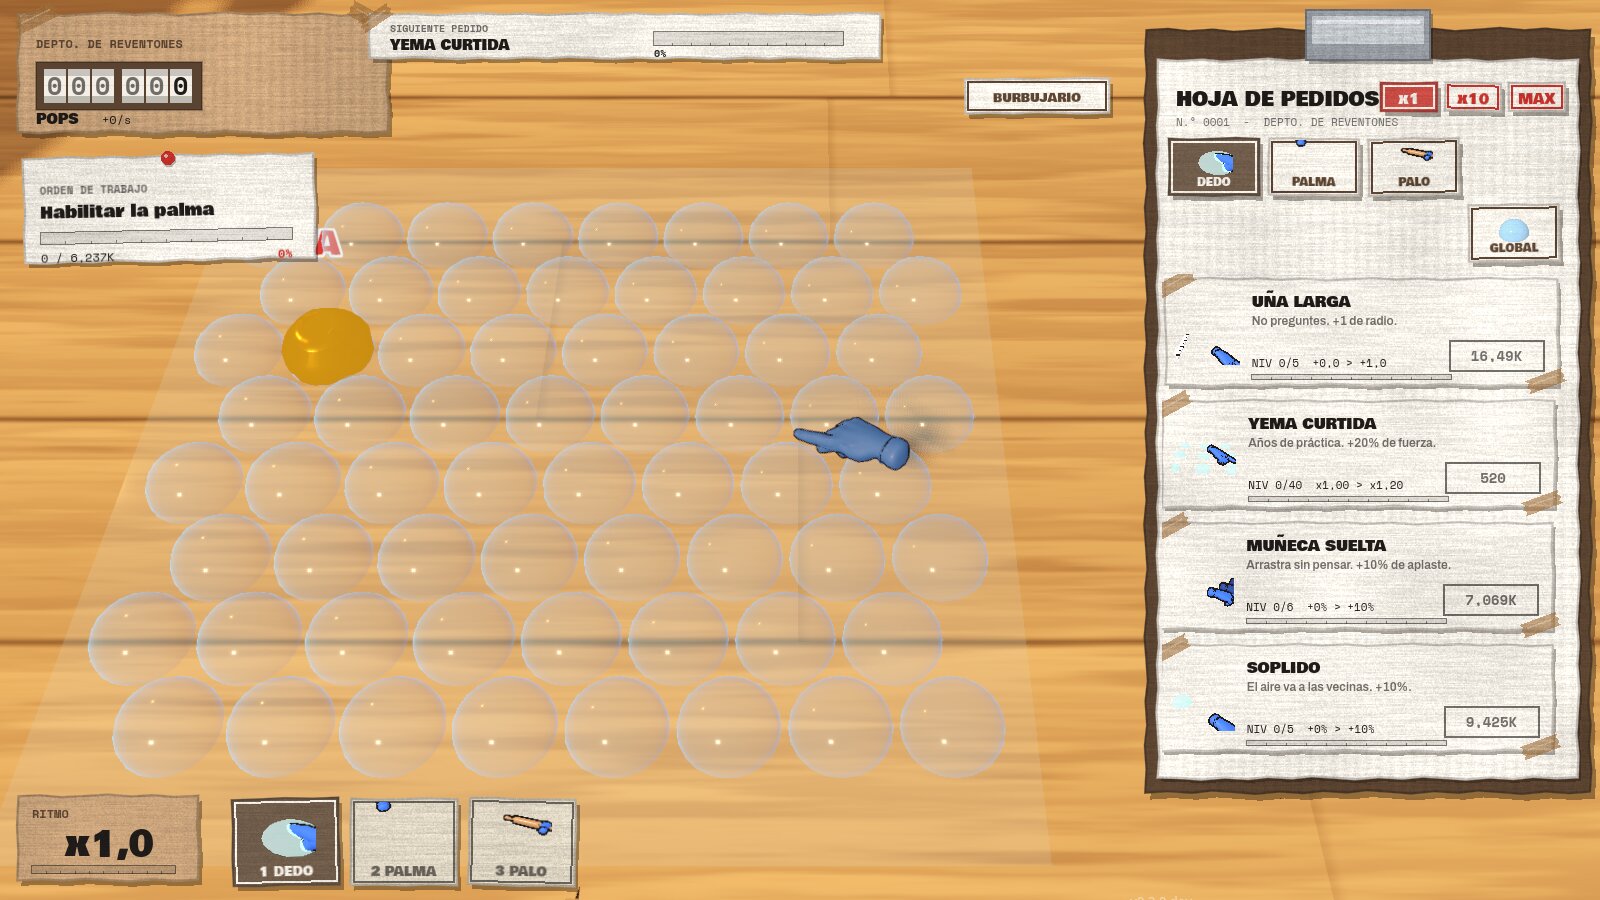 DEPTO. DE REVENTONES
000 000
POPS +0/s
SIGUIENTE PEDIDO
YEMA CURTIDA
0%
BURBUJARIO
ORDEN DE TRABAJO
Habilitar la palma
0 / 6,237K 0%
A
HOJA DE PEDIDOS x1 x10 MAX
N.° 0001 - DEPTO. DE REVENTONES
DEDO PALMA PALO
GLOBAL
UÑA LARGA
No preguntes. +1 de radio.
NIV 0/5 +0,0 > +1,0 16,49K
YEMA CURTIDA
Años de práctica. +20% de fuerza.
NIV 0/40 x1,00 > x1,20 520
MUÑECA SUELTA
Arrastra sin pensar. +10% de aplaste.
NIV 0/6 +0% > +10% 7,069K
SOPLIDO
El aire va a las vecinas. +10%.
NIV 0/5 +0% > +10% 9,425K
RITMO
x1,0
1 DEDO 2 PALMA 3 PALO